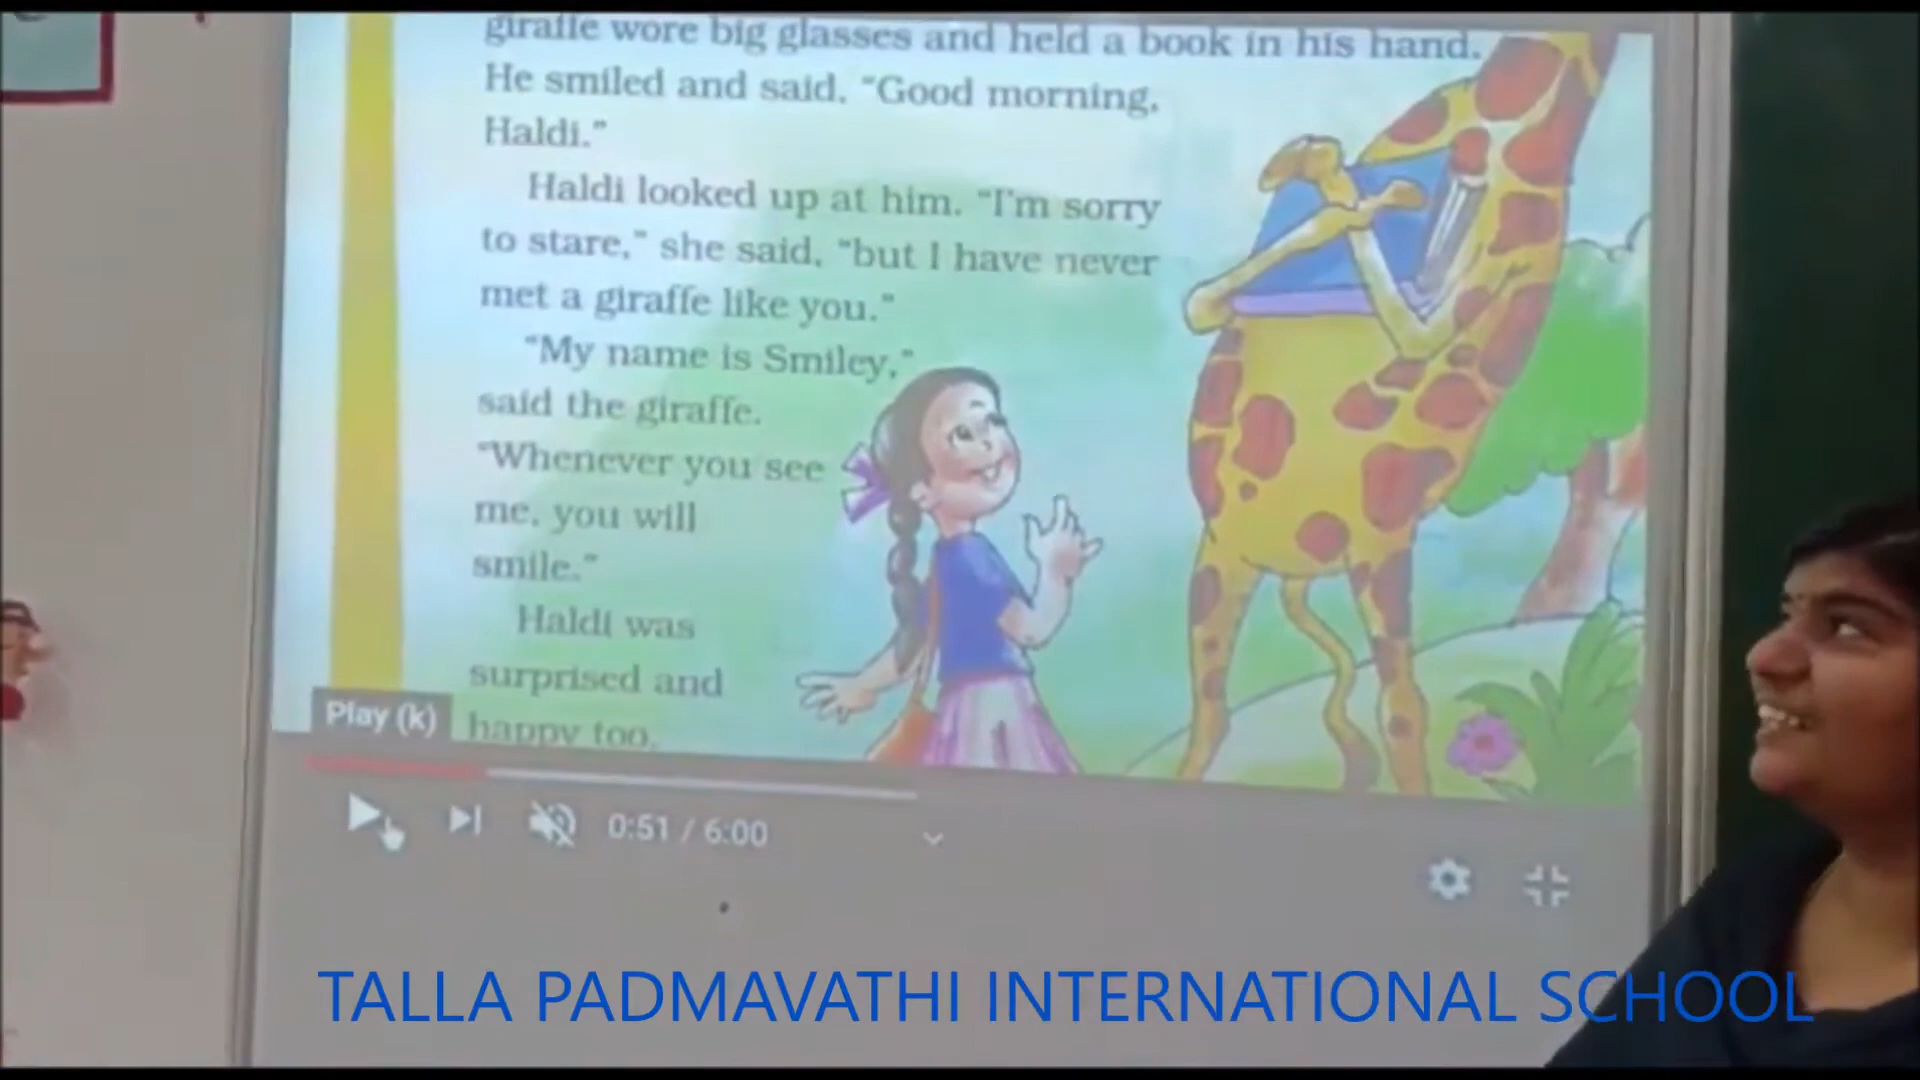 giraffe wore big glasses and held a book in his hand.
He smiled and said, "Good morning,
Haldi."
Haldi looked up at him. "I'm sorry
to stare," she said, "but I have never
met a giraffe like you."
"My name is Smiley,"
said the giraffe.
"Whenever you see
me, you will
smile."
Haldi was
surprised and
happy too.
Play (k)
0:51 / 6:00
TALLA PADMAVATHI INTERNATIONAL SCHOOL